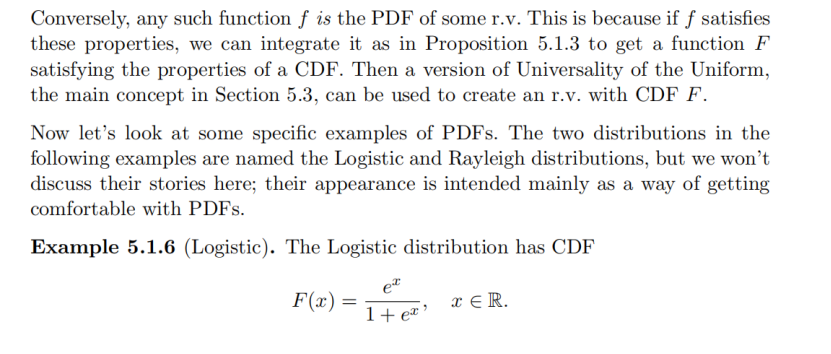 Conversely, any such function f is the PDF of some r.v. This is because if f satisfies
these properties, we can integrate it as in Proposition 5.1.3 to get a function F
satisfying the properties of a CDF. Then a version of Universality of the Uniform,
the main concept in Section 5.3, can be used to create an r.v. with CDF F.
Now let's look at some specific examples of PDFs. The two distributions in the
following examples are named the Logistic and Rayleigh distributions, but we won't
discuss their stories here; their appearance is intended mainly as a way of getting
comfortable with PDFs.
Example 5.1.6 (Logistic). The Logistic distribution has CDF
F(x) = e^x / (1 + e^x), x ∈ ℝ.